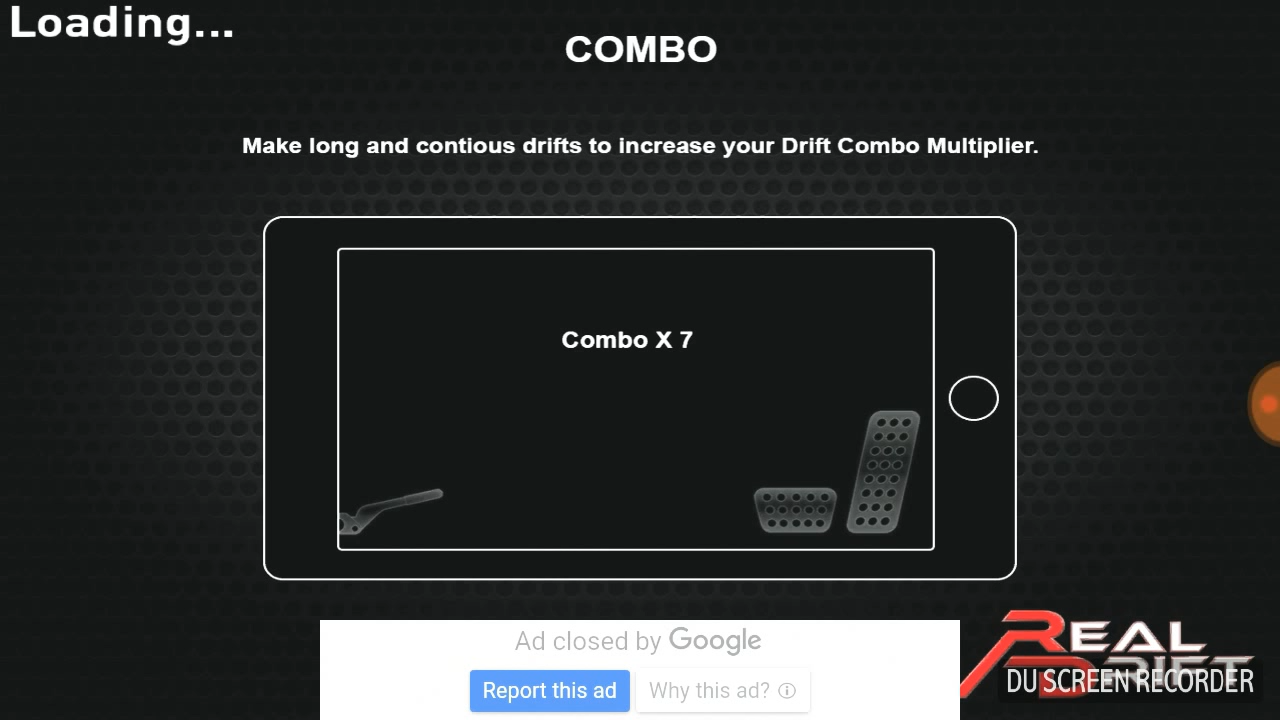 Loading...
COMBO
Make long and contious drifts to increase your Drift Combo Multiplier.
Combo X 7
Ad closed by Google
Report this ad
Why this ad?
REAL
DRIFT
DU SCREEN RECORDER